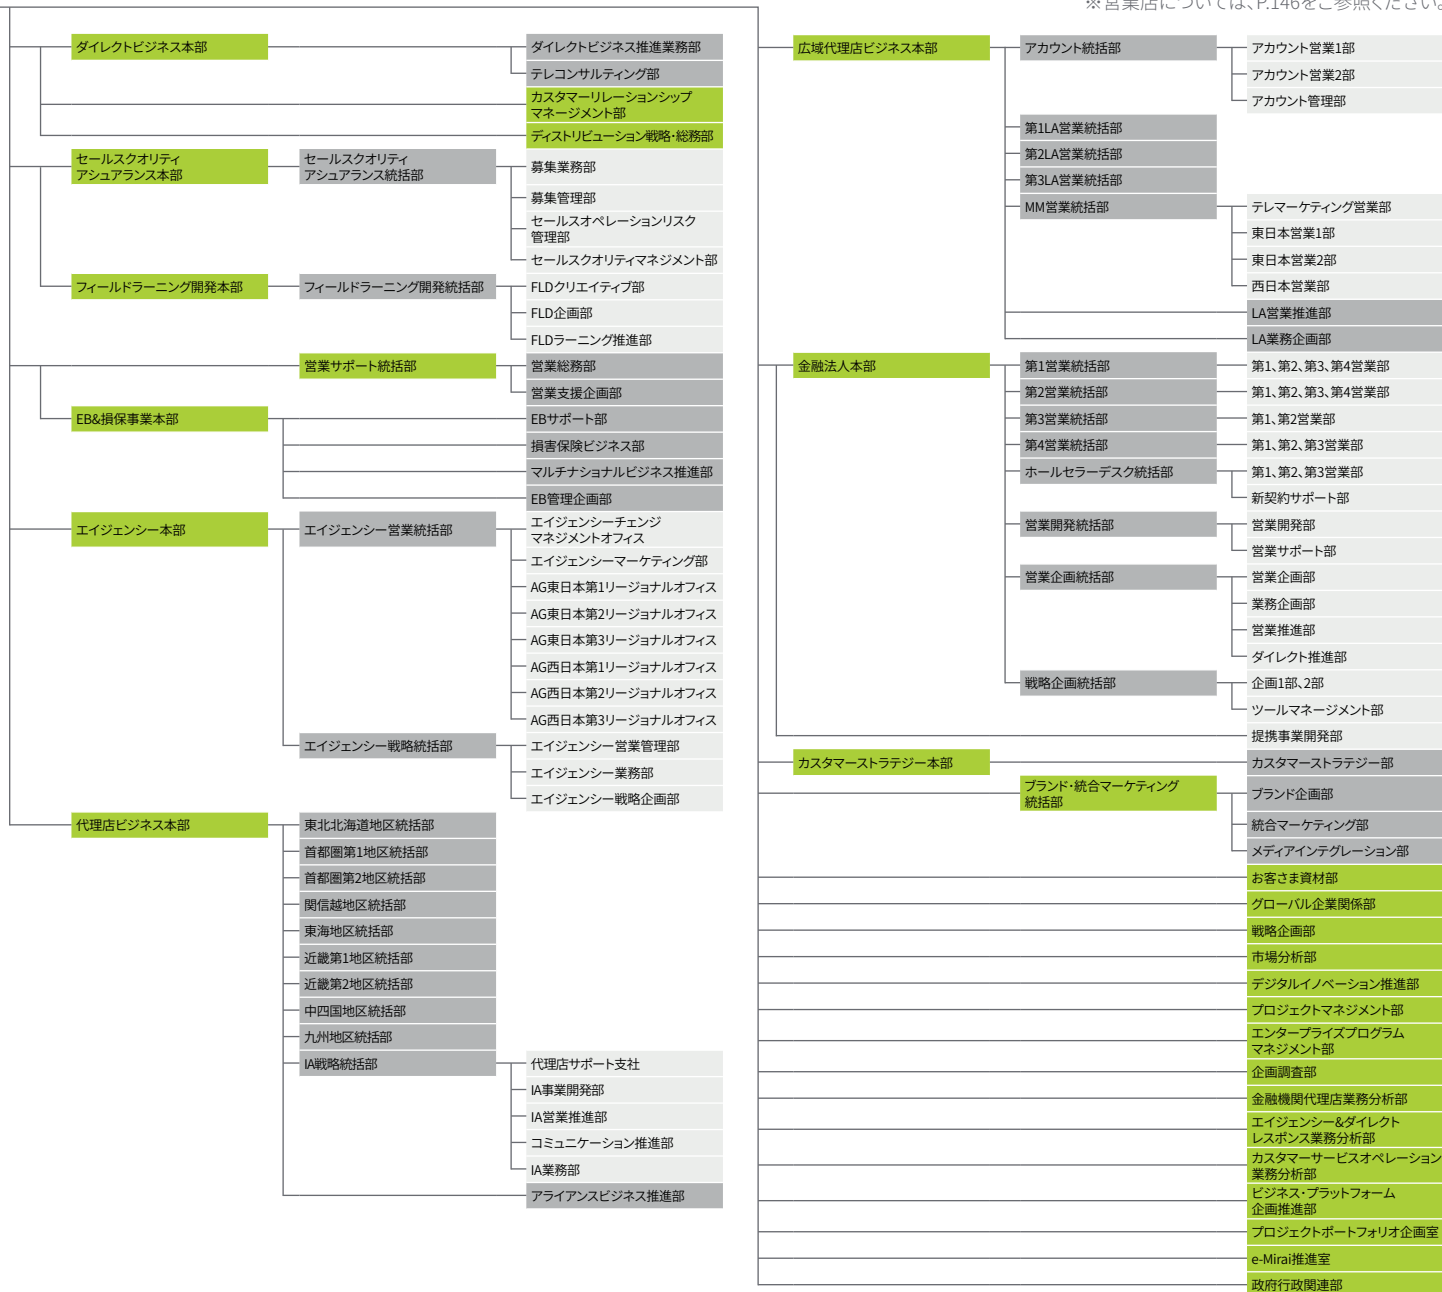 ※営業店については、P.146をご参照ください。
ダイレクトビジネス本部
ダイレクトビジネス推進業務部
テレコンサルティング部
カスタマーリレーションシップ
マネージメント部
ディストリビューション戦略・総務部
セールスクオリティ
アシュアランス本部
セールスクオリティ
アシュアランス統括部
募集業務部
募集管理部
セールスオペレーションリスク
管理部
セールスクオリティマネジメント部
フィールドラーニング開発本部
フィールドラーニング開発統括部
FLDクリエイティブ部
FLD企画部
FLDラーニング推進部
営業サポート統括部
営業総務部
営業支援企画部
EB&損保事業本部
EBサポート部
損害保険ビジネス部
マルチナショナルビジネス推進部
EB管理企画部
エイジェンシー本部
エイジェンシー営業統括部
エイジェンシーチェンジ
マネジメントオフィス
エイジェンシーマーケティング部
AG東日本第1リージョナルオフィス
AG東日本第2リージョナルオフィス
AG東日本第3リージョナルオフィス
AG西日本第1リージョナルオフィス
AG西日本第2リージョナルオフィス
AG西日本第3リージョナルオフィス
エイジェンシー戦略統括部
エイジェンシー営業管理部
エイジェンシー業務部
エイジェンシー戦略企画部
代理店ビジネス本部
東北北海道地区統括部
首都圏第1地区統括部
首都圏第2地区統括部
関信越地区統括部
東海地区統括部
近畿第1地区統括部
近畿第2地区統括部
中四国地区統括部
九州地区統括部
IA戦略統括部
代理店サポート支社
IA事業開発部
IA営業推進部
コミュニケーション推進部
IA業務部
アライアンスビジネス推進部
広域代理店ビジネス本部
アカウント統括部
アカウント営業1部
アカウント営業2部
アカウント管理部
第1LA営業統括部
第2LA営業統括部
第3LA営業統括部
MM営業統括部
テレマーケティング営業部
東日本営業1部
東日本営業2部
西日本営業部
LA営業推進部
LA業務企画部
金融法人本部
第1営業統括部
第1、第2、第3、第4営業部
第2営業統括部
第1、第2、第3、第4営業部
第3営業統括部
第1、第2営業部
第4営業統括部
第1、第2、第3営業部
ホールセラーデスク統括部
第1、第2、第3営業部
新契約サポート部
営業開発統括部
営業開発部
営業サポート部
営業企画統括部
営業企画部
業務企画部
営業推進部
ダイレクト推進部
戦略企画統括部
企画1部、2部
ツールマネージメント部
提携事業開発部
カスタマーストラテジー本部
カスタマーストラテジー部
ブランド・統合マーケティング
統括部
ブランド企画部
統合マーケティング部
メディアインテグレーション部
お客さま資材部
グローバル企業関係部
戦略企画部
市場分析部
デジタルイノベーション推進部
プロジェクトマネジメント部
エンタープライズプログラム
マネジメント部
企画調査部
金融機関代理店業務分析部
エイジェンシー&ダイレクト
レスポンス業務分析部
カスタマーサービスオペレーション
業務分析部
ビジネス・プラットフォーム
企画推進部
プロジェクトポートフォリオ企画室
e-Mirai推進室
政府行政関連部